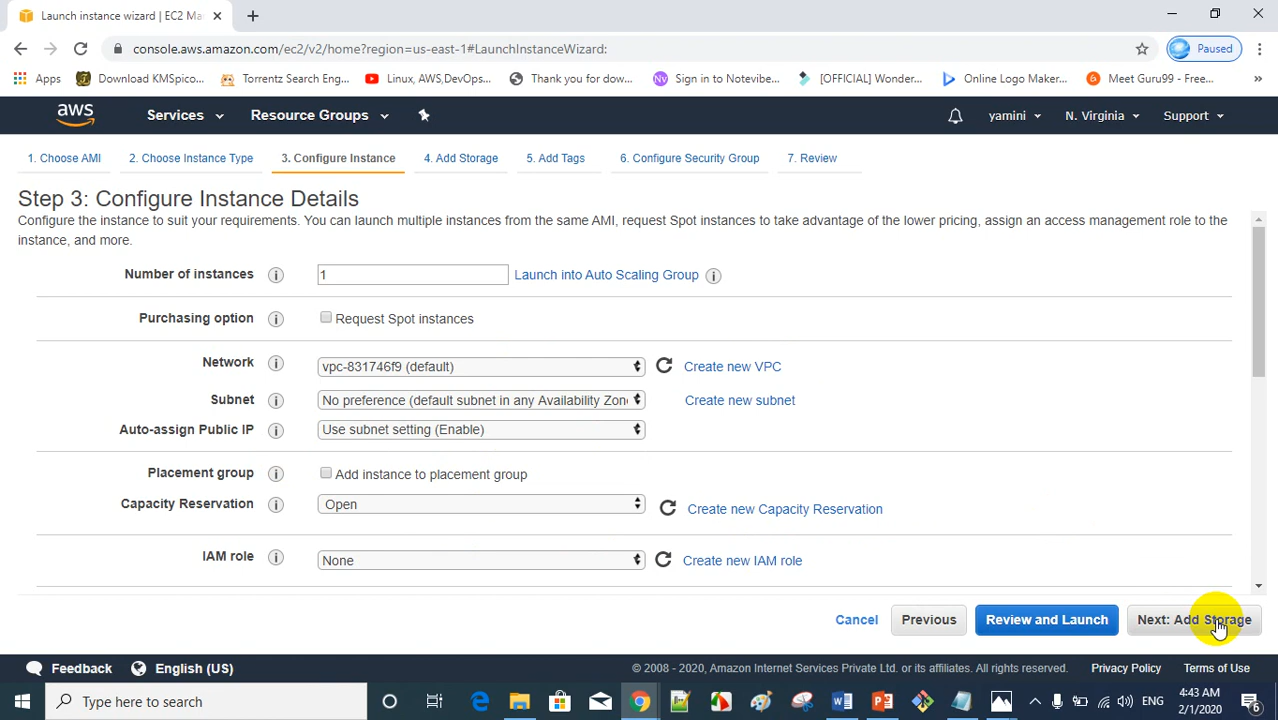 Launch instance wizard | EC2 Ma
console.aws.amazon.com/ec2/v2/home?region=us-east-1#LaunchInstanceWizard:
Paused
Apps
Download KMSpico...
Torrentz Search Eng...
Linux, AWS,DevOps...
Thank you for dow...
Nv
Sign in to Notevibe...
[OFFICIAL] Wonder...
Online Logo Maker...
Meet Guru99 - Free...
aws
Services
Resource Groups
yamini
N. Virginia
Support
1. Choose AMI
2. Choose Instance Type
3. Configure Instance
4. Add Storage
5. Add Tags
6. Configure Security Group
7. Review
Step 3: Configure Instance Details
Configure the instance to suit your requirements. You can launch multiple instances from the same AMI, request Spot instances to take advantage of the lower pricing, assign an access management role to the
instance, and more.
Number of instances
1
Launch into Auto Scaling Group
Purchasing option
Request Spot instances
Network
vpc-831746f9 (default)
Create new VPC
Subnet
No preference (default subnet in any Availability Zon
Create new subnet
Auto-assign Public IP
Use subnet setting (Enable)
Placement group
Add instance to placement group
Capacity Reservation
Open
Create new Capacity Reservation
IAM role
None
Create new IAM role
Cancel
Previous
Review and Launch
Next: Add Storage
Feedback
English (US)
© 2008 - 2020, Amazon Internet Services Private Ltd. or its affiliates. All rights reserved.
Privacy Policy
Terms of Use
Type here to search
ENG
4:43 AM
2/1/2020
6